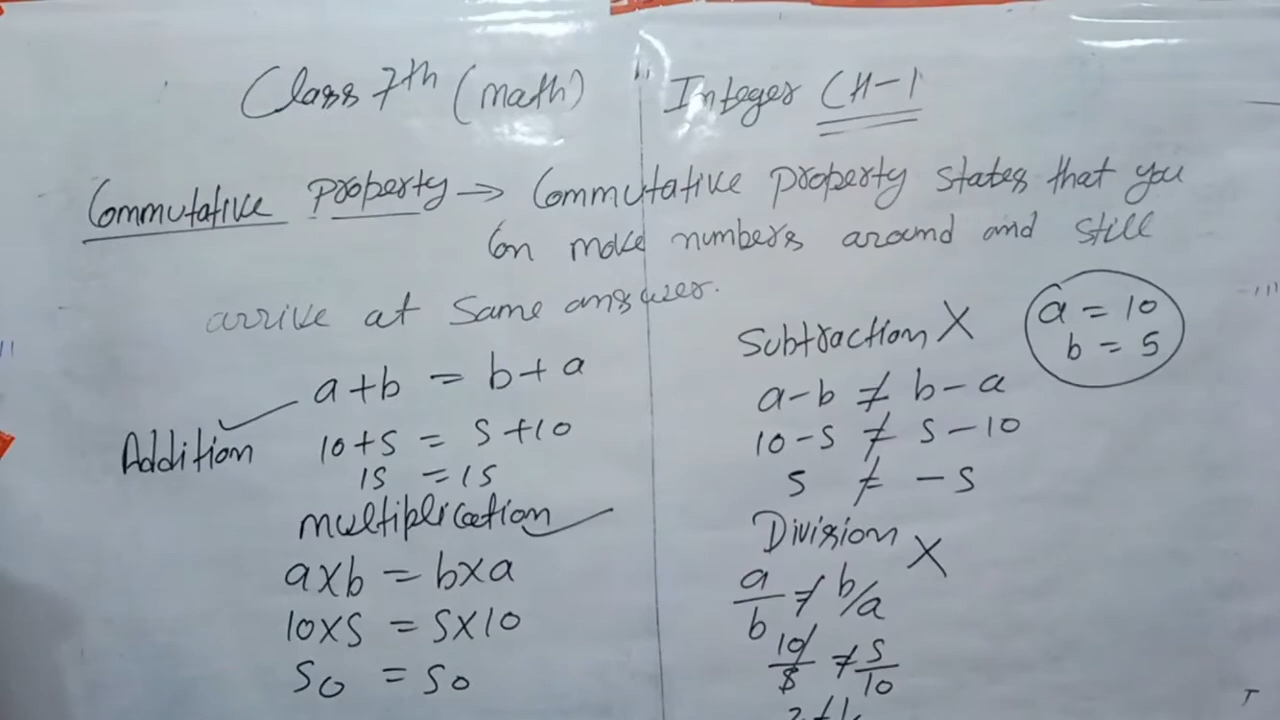 Class 7th (math) Integer CH-1
Commutative property → Commutative property states that you
Can move numbers around and still
arrive at same answer.
a+b = b+a
Addition ✓
10+5 = 5+10
15 = 15
multiplication ✓
a×b = b×a
10×5 = 5×10
50 = 50
Subtraction X
a = 10
b = 5
a-b ≠ b-a
10-5 ≠ 5-10
5 ≠ -5
Division X
a/b ≠ b/a
10/5 ≠ 5/10